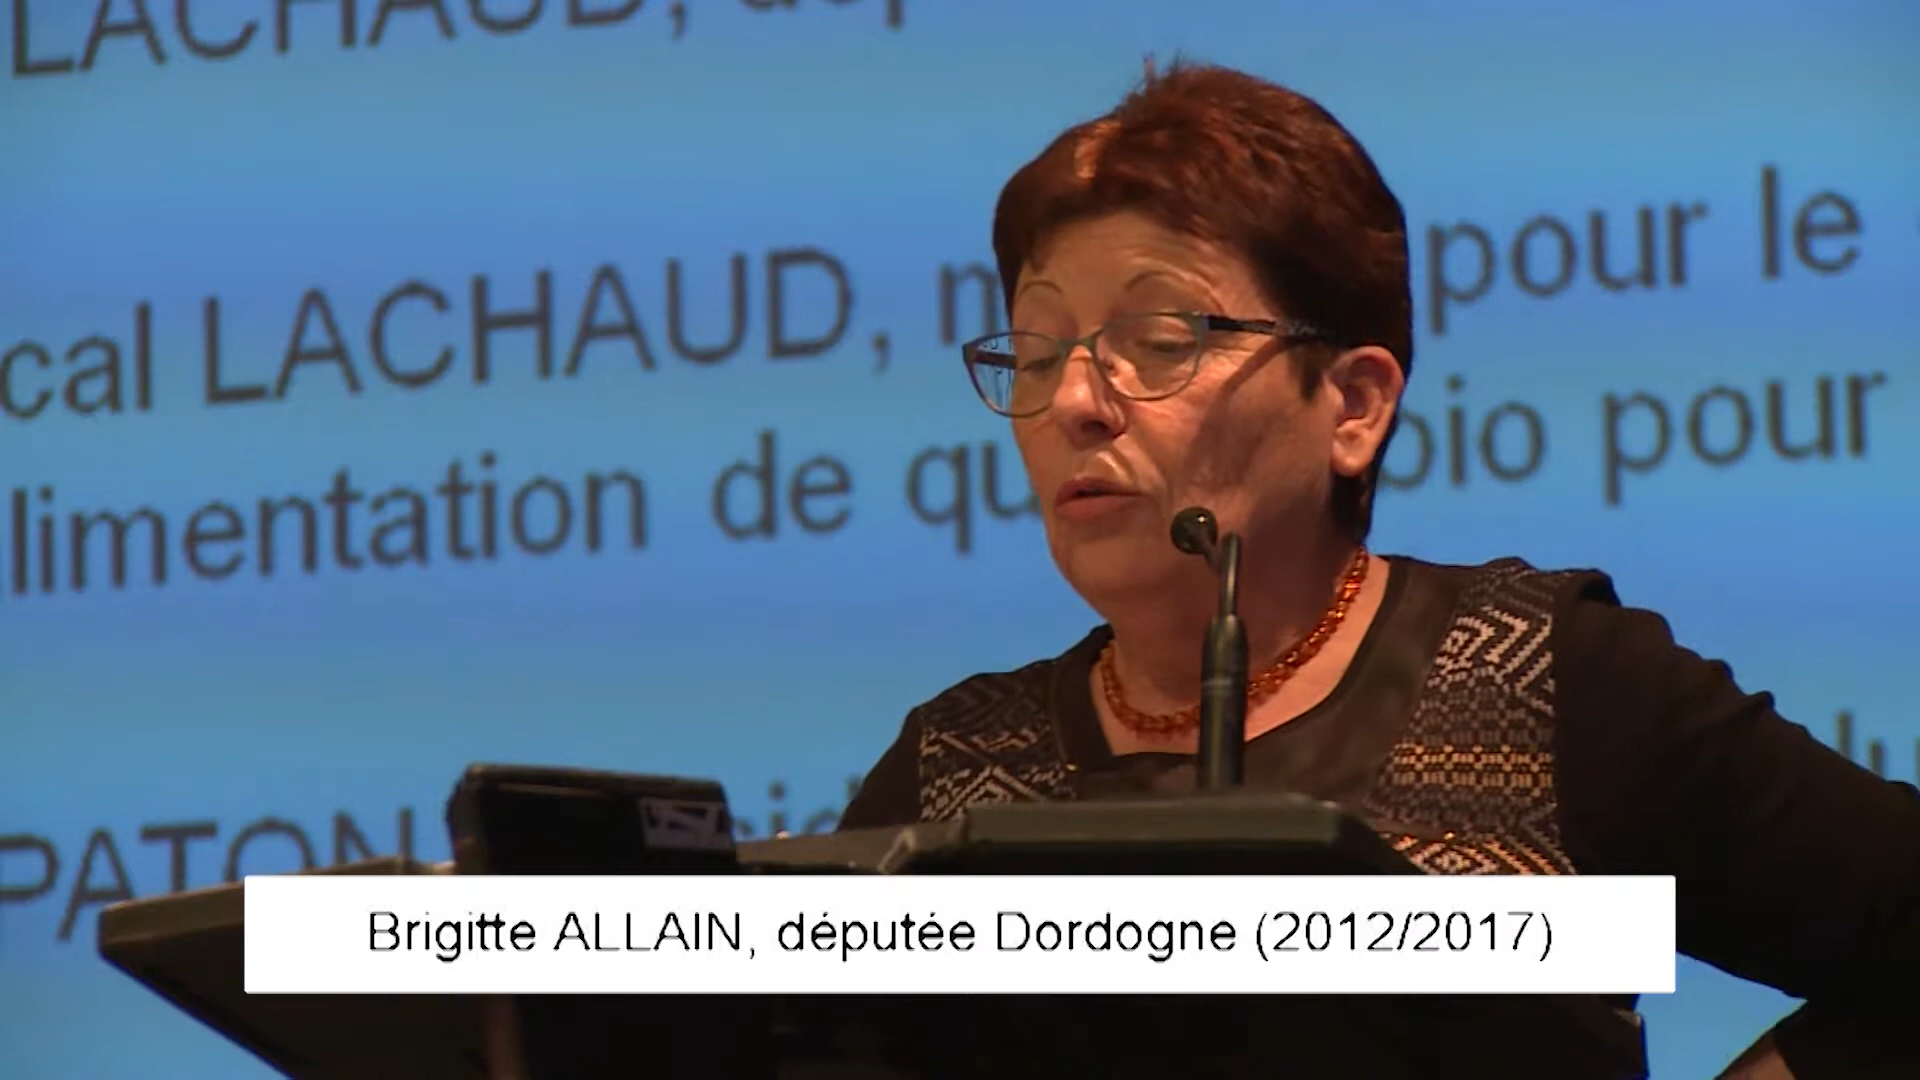 LACHAUD,
cal LACHAUD, pour le
limentation de qu bio pour
PATON
Brigitte ALLAIN, députée Dordogne (2012/2017)